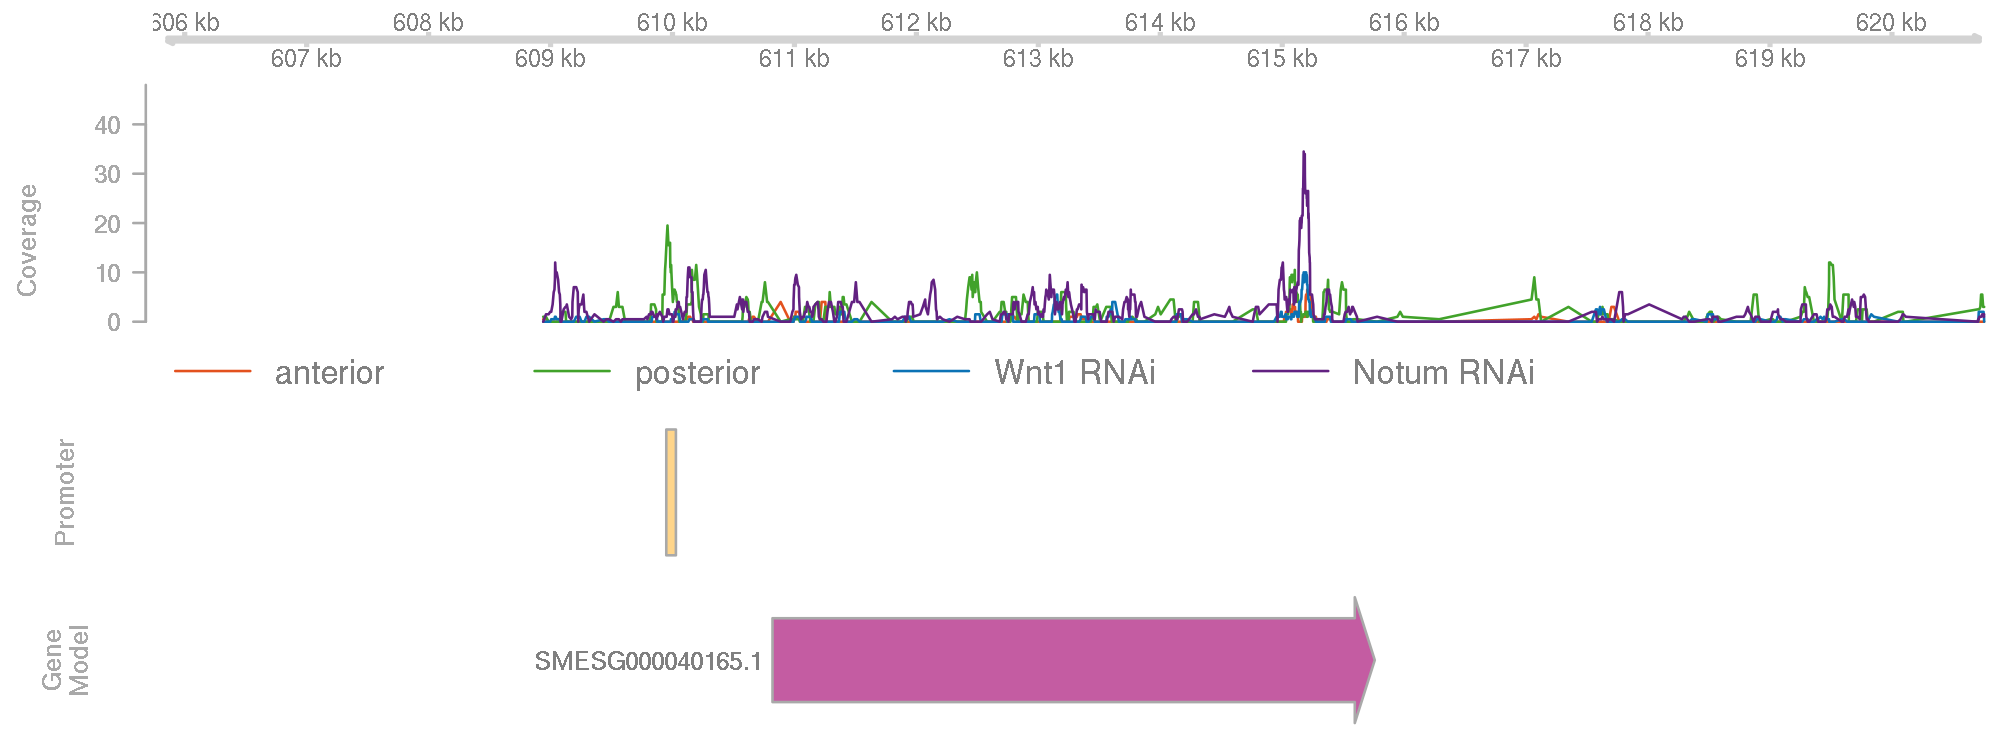 606 kb 608 kb 610 kb 612 kb 614 kb 616 kb 618 kb 620 kb
607 kb 609 kb 611 kb 613 kb 615 kb 617 kb 619 kb
Coverage
40
30
20
10
0
anterior posterior Wnt1 RNAi Notum RNAi
Promoter
Gene
Model
SMESG000040165.1